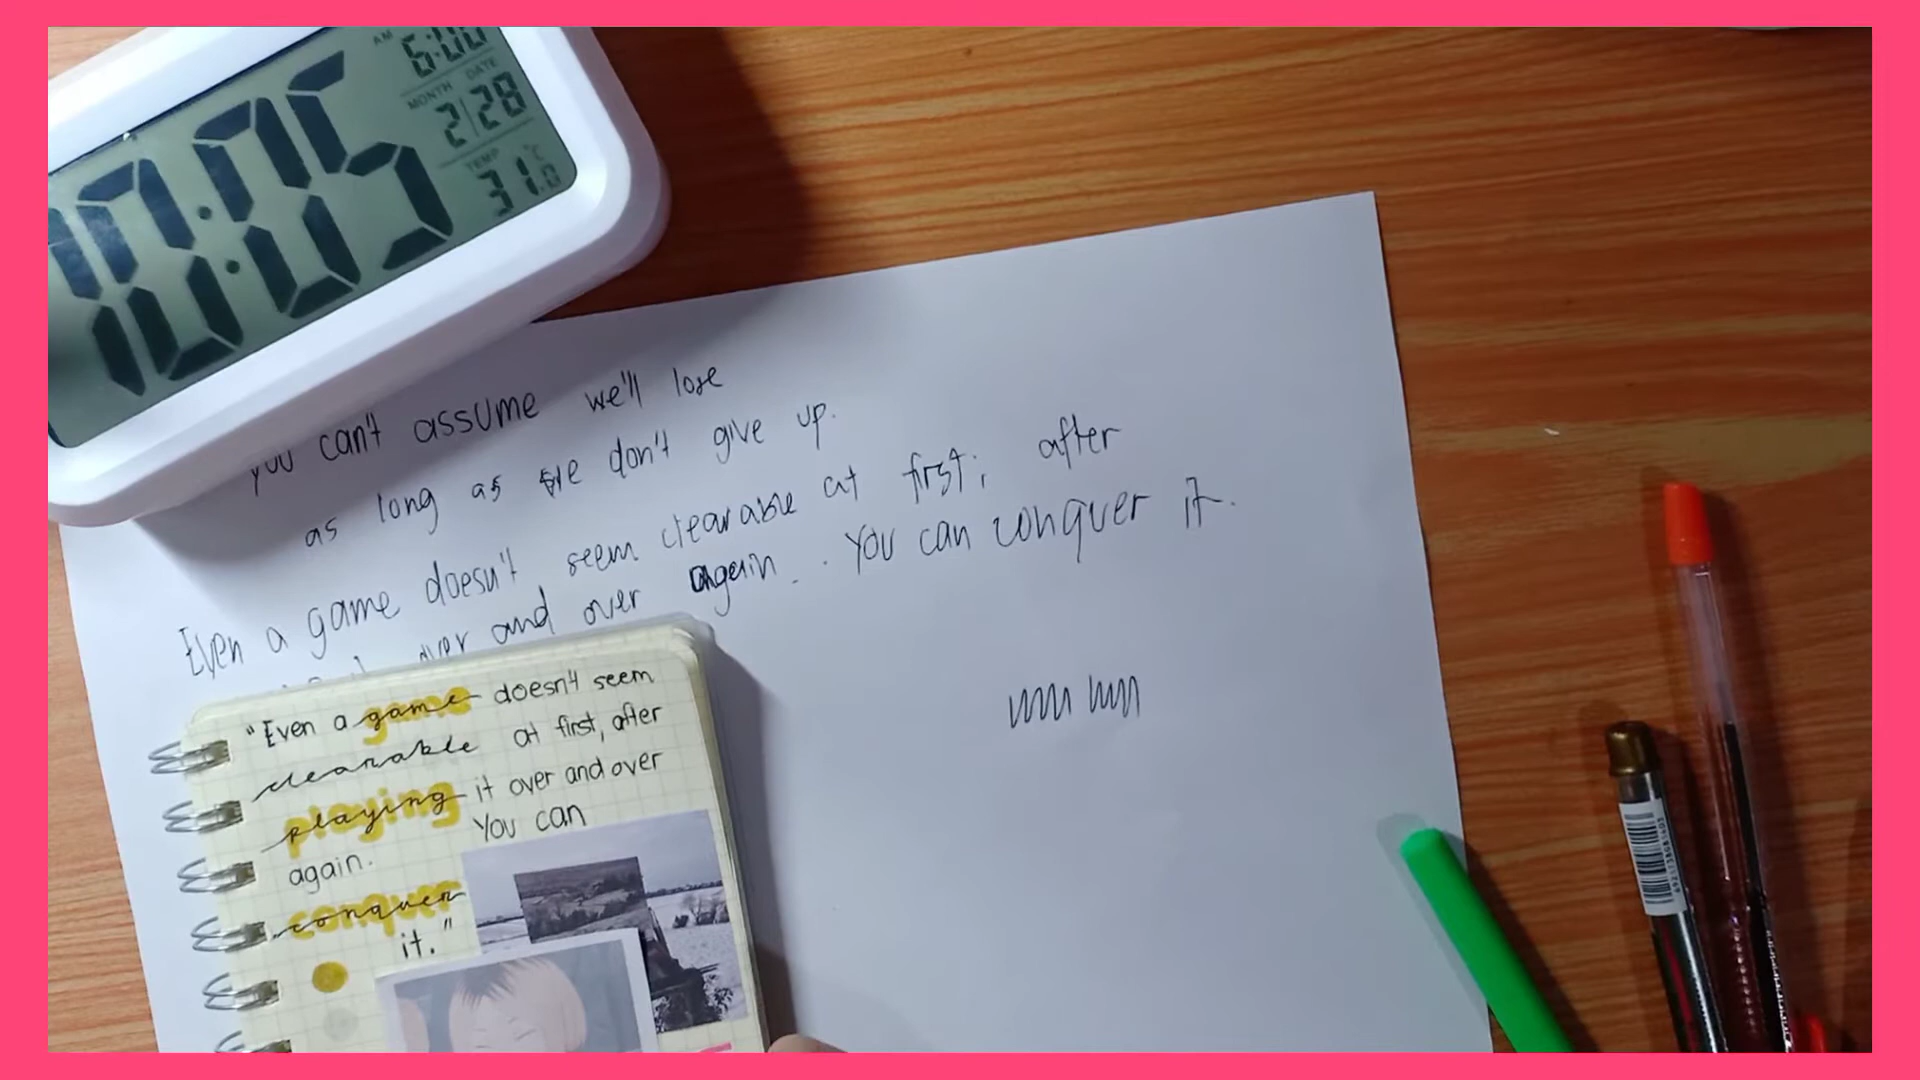 AM 6:00
MONTH DATE
2/28
TEMP °C
31.0
10:05
you can't assume we'll lose
as long as we don't give up.
Even a game doesn't seem clearable at first; after
over and over again. You can conquer it.
"Even a game doesn't seem
clearable at first, after
playing it over and over
again. You can
conquer
it."